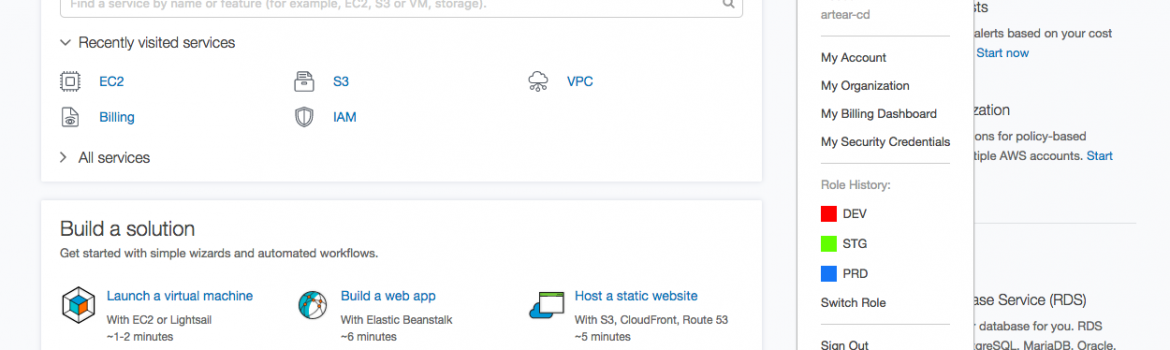 Find a service by name or feature (for example, EC2, S3 or VM, storage).
Recently visited services
EC2
S3
VPC
Billing
IAM
All services
Build a solution
Get started with simple wizards and automated workflows.
Launch a virtual machine
With EC2 or Lightsail
~1-2 minutes
Build a web app
With Elastic Beanstalk
~6 minutes
Host a static website
With S3, CloudFront, Route 53
~5 minutes
artear-cd
My Account
My Organization
My Billing Dashboard
My Security Credentials
Role History:
DEV
STG
PRD
Switch Role
Sign Out
sts
alerts based on your cost
Start now
zation
ons for policy-based
tiple AWS accounts. Start
ase Service (RDS)
database for you. RDS
greSQL, MariaDB, Oracle,